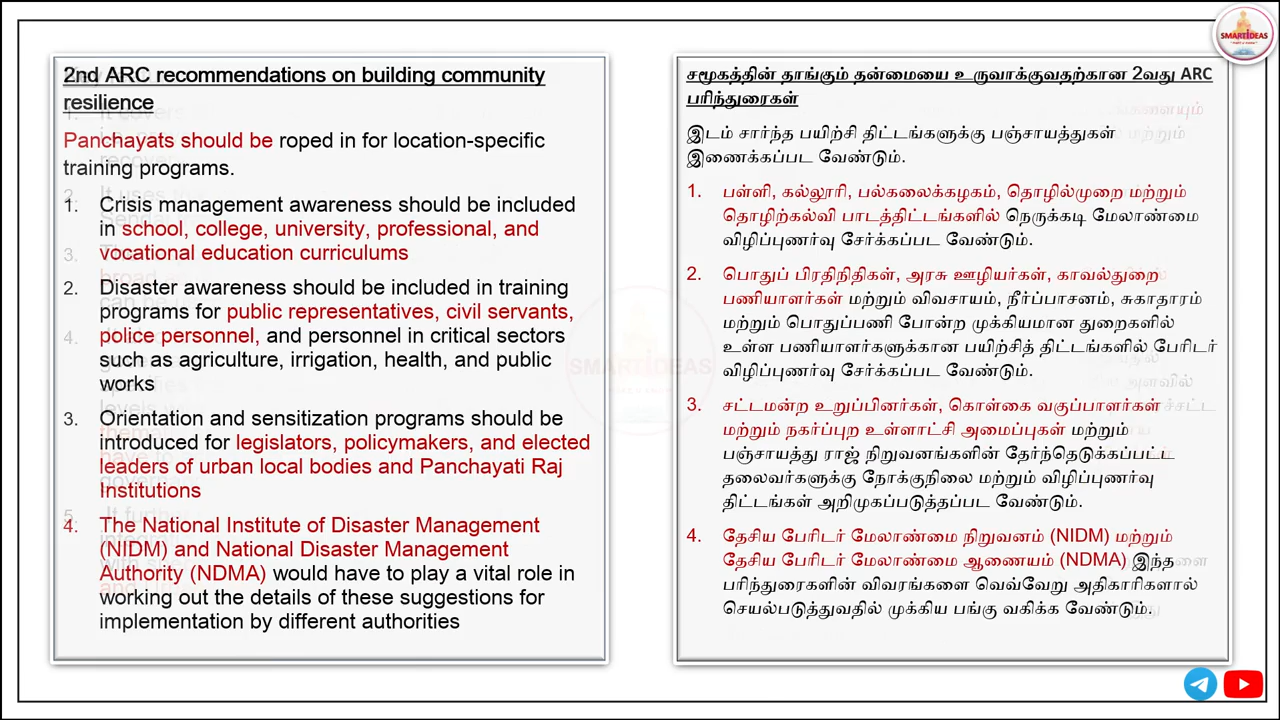 SMARTIDEAS
2nd ARC recommendations on building community
resilience
Panchayats should be roped in for location-specific
training programs.
1. Crisis management awareness should be included
in school, college, university, professional, and
vocational education curriculums
2. Disaster awareness should be included in training
programs for public representatives, civil servants,
police personnel, and personnel in critical sectors
such as agriculture, irrigation, health, and public
works
3. Orientation and sensitization programs should be
introduced for legislators, policymakers, and elected
leaders of urban local bodies and Panchayati Raj
Institutions
4. The National Institute of Disaster Management
(NIDM) and National Disaster Management
Authority (NDMA) would have to play a vital role in
working out the details of these suggestions for
implementation by different authorities
சமூகத்தின் தாங்கும் தன்மையை உருவாக்குவதற்கான 2வது ARC
பரிந்துரைகள்
இடம் சார்ந்த பயிற்சி திட்டங்களுக்கு பஞ்சாயத்துகள்
இணைக்கப்பட வேண்டும்.
1. பள்ளி, கல்லூரி, பல்கலைக்கழகம், தொழில்முறை மற்றும்
தொழிற்கல்வி பாடத்திட்டங்களில் நெருக்கடி மேலாண்மை
விழிப்புணர்வு சேர்க்கப்பட வேண்டும்.
2. பொதுப் பிரதிநிதிகள், அரசு ஊழியர்கள், காவல்துறை
பணியாளர்கள் மற்றும் விவசாயம், நீர்ப்பாசனம், சுகாதாரம்
மற்றும் பொதுப்பணி போன்ற முக்கியமான துறைகளில்
உள்ள பணியாளர்களுக்கான பயிற்சித் திட்டங்களில் பேரிடர்
விழிப்புணர்வு சேர்க்கப்பட வேண்டும்.
3. சட்டமன்ற உறுப்பினர்கள், கொள்கை வகுப்பாளர்கள்
மற்றும் நகர்ப்புற உள்ளாட்சி அமைப்புகள் மற்றும்
பஞ்சாயத்து ராஜ் நிறுவனங்களின் தேர்ந்தெடுக்கப்பட்ட
தலைவர்களுக்கு நோக்குநிலை மற்றும் விழிப்புணர்வு
திட்டங்கள் அறிமுகப்படுத்தப்பட வேண்டும்.
4. தேசிய பேரிடர் மேலாண்மை நிறுவனம் (NIDM) மற்றும்
தேசிய பேரிடர் மேலாண்மை ஆணையம் (NDMA) இந்த
பரிந்துரைகளின் விவரங்களை வெவ்வேறு அதிகாரிகளால்
செயல்படுத்துவதில் முக்கிய பங்கு வகிக்க வேண்டும்.
SMARTIDEAS